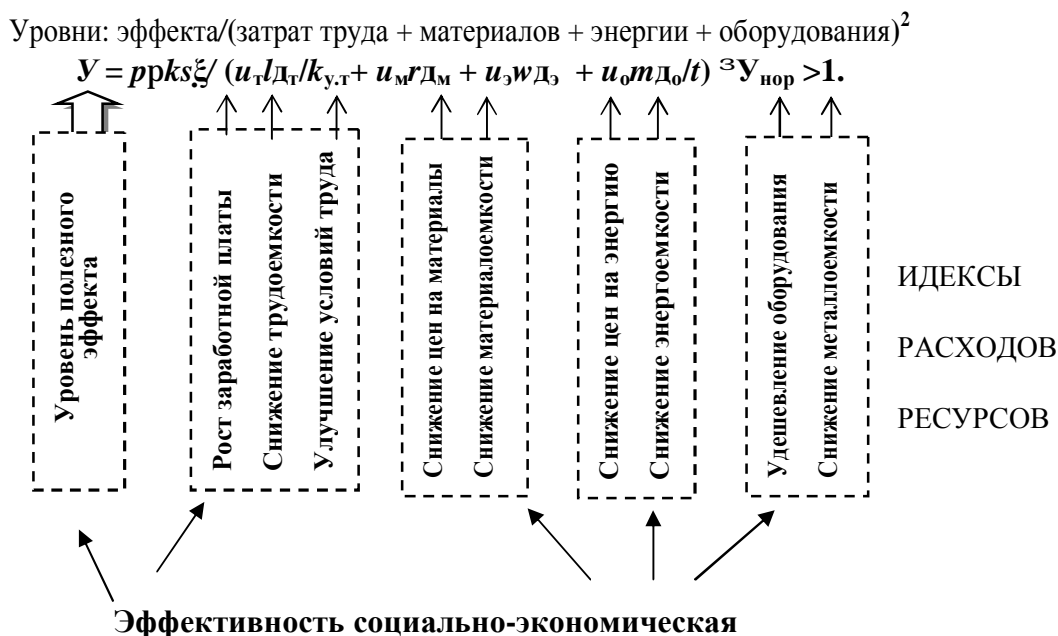 Уровни: эффекта/(затрат труда + материалов + энергии + оборудования)²
У = pрksξ/ (uтlдт/kу.т+ uмrдм + uэwдэ + uоmдо/t) ³Унор >1.
Уровень полезного
эффекта
Рост заработной платы
Снижение трудоемкости
Улучшение условий труда
Снижение цен на материалы
Снижение материалоемкости
Снижение цен на энергию
Снижение энергоемкости
Удешевление оборудования
Снижение металлоемкости
ИДЕКСЫ
РАСХОДОВ
РЕСУРСОВ
Эффективность социально-экономическая